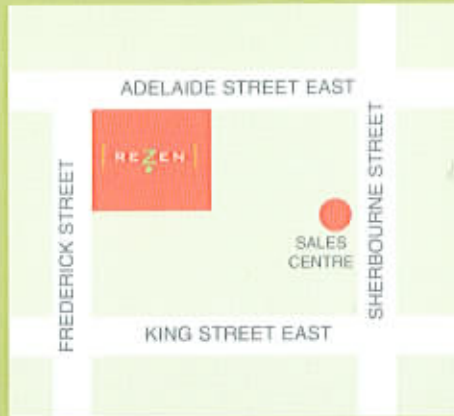 ADELAIDE STREET EAST
REZEN
FREDERICK STREET
SHERBOURNE STREET
SALES
CENTRE
KING STREET EAST